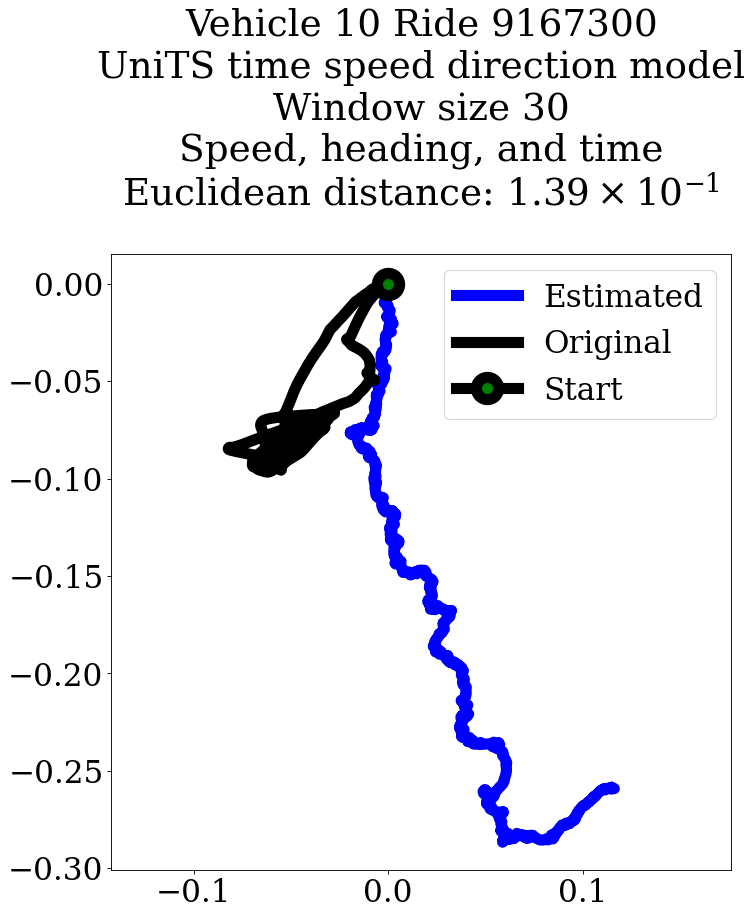 Vehicle 10 Ride 9167300
UniTS time speed direction model
Window size 30
Speed, heading, and time
Euclidean distance: 1.39 × 10⁻¹
0.00
−0.05
−0.10
−0.15
−0.20
−0.25
−0.30
Estimated
Original
Start
−0.1
0.0
0.1